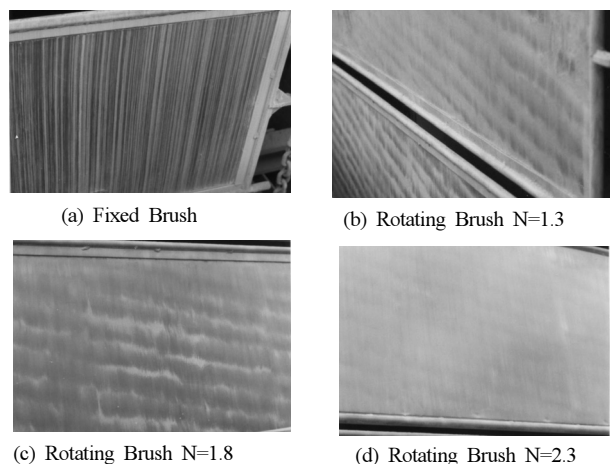 (a) Fixed Brush
(b) Rotating Brush N=1.3
(c) Rotating Brush N=1.8
(d) Rotating Brush N=2.3